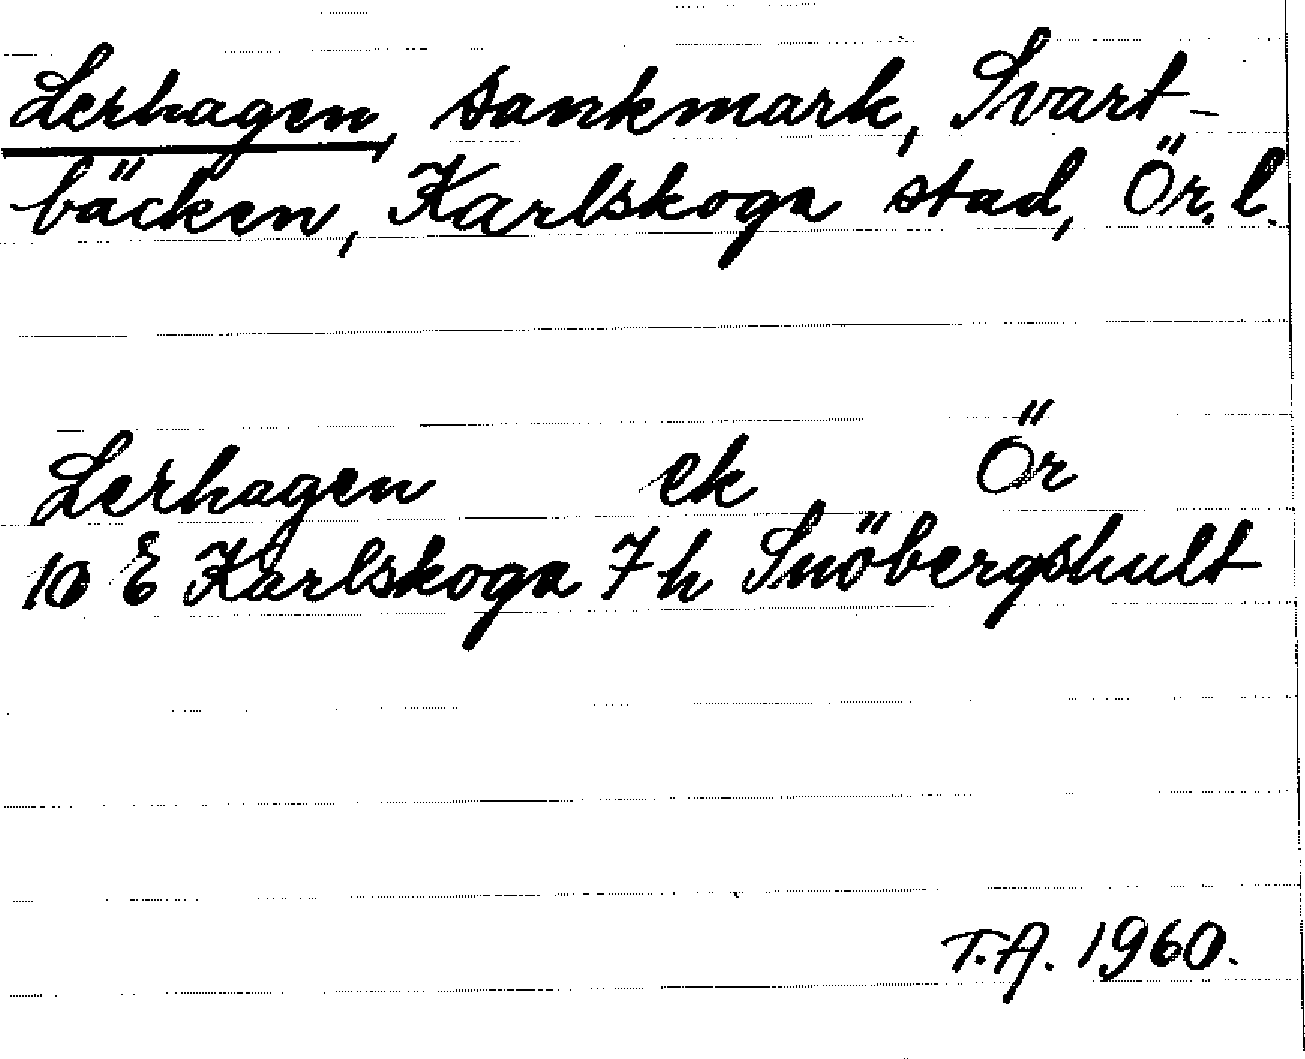 Lerhagen, sankmark, Svart-
bäcken, Karlskoga stad, Ör. l.
Lerhagen ek Ör
10 E Karlskoga 7 h Snöbergshult
T.A. 1960.